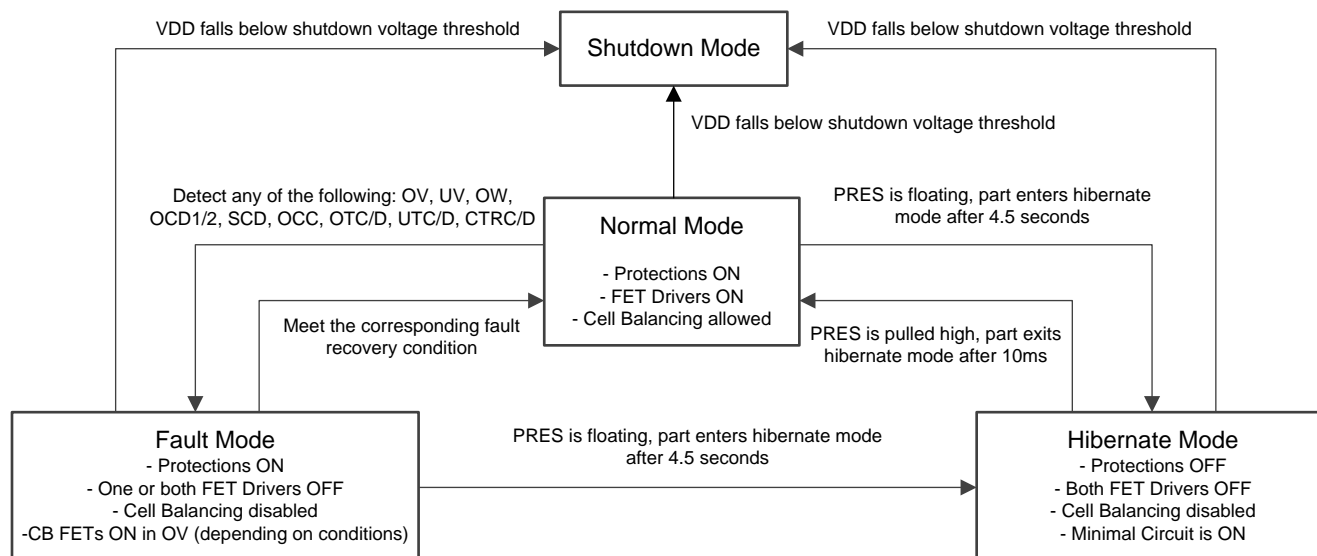 VDD falls below shutdown voltage threshold
Shutdown Mode
VDD falls below shutdown voltage threshold
VDD falls below shutdown voltage threshold
Detect any of the following: OV, UV, OW,
OCD1/2, SCD, OCC, OTC/D, UTC/D, CTRC/D
PRES is floating, part enters hibernate
mode after 4.5 seconds
Normal Mode
- Protections ON
- FET Drivers ON
- Cell Balancing allowed
Meet the corresponding fault
recovery condition
PRES is pulled high, part exits
hibernate mode after 10ms
Fault Mode
- Protections ON
- One or both FET Drivers OFF
- Cell Balancing disabled
-CB FETs ON in OV (depending on conditions)
PRES is floating, part enters hibernate mode
after 4.5 seconds
Hibernate Mode
- Protections OFF
- Both FET Drivers OFF
- Cell Balancing disabled
- Minimal Circuit is ON